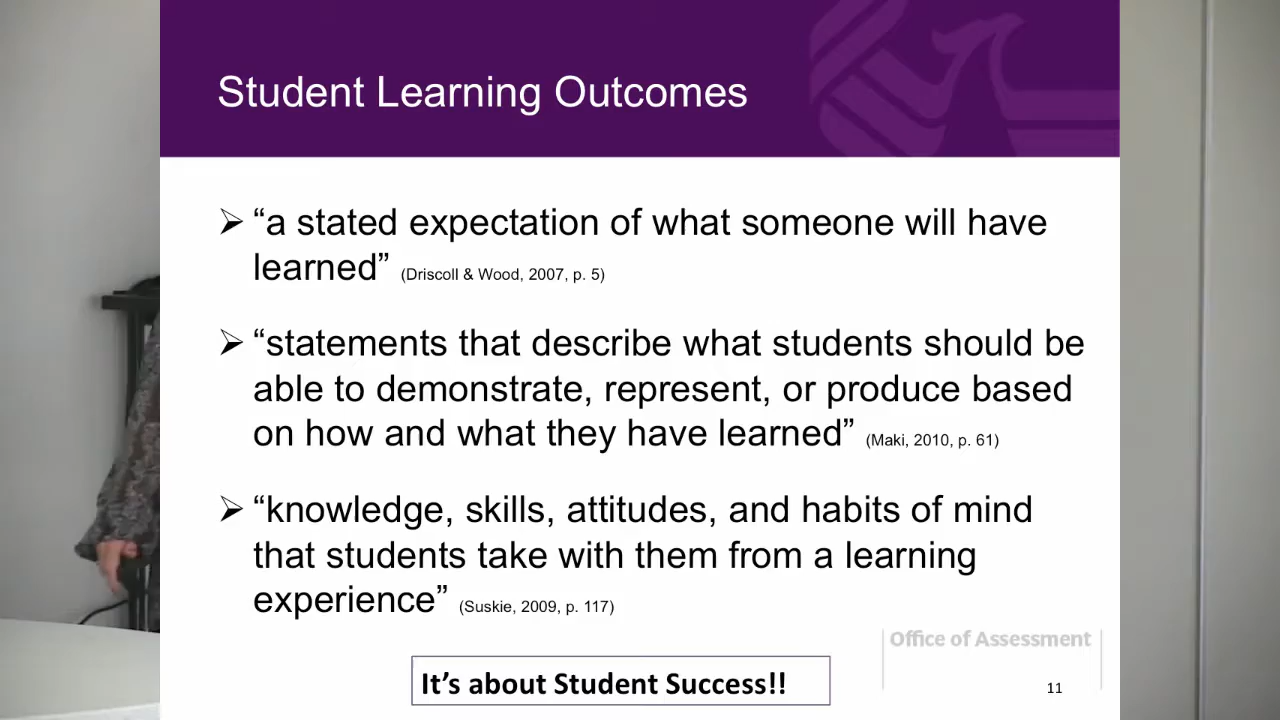 Student Learning Outcomes
➢ “a stated expectation of what someone will have
learned” (Driscoll & Wood, 2007, p. 5)
➢ “statements that describe what students should be
able to demonstrate, represent, or produce based
on how and what they have learned” (Maki, 2010, p. 61)
➢ “knowledge, skills, attitudes, and habits of mind
that students take with them from a learning
experience” (Suskie, 2009, p. 117)
Office of Assessment
It’s about Student Success!!
11